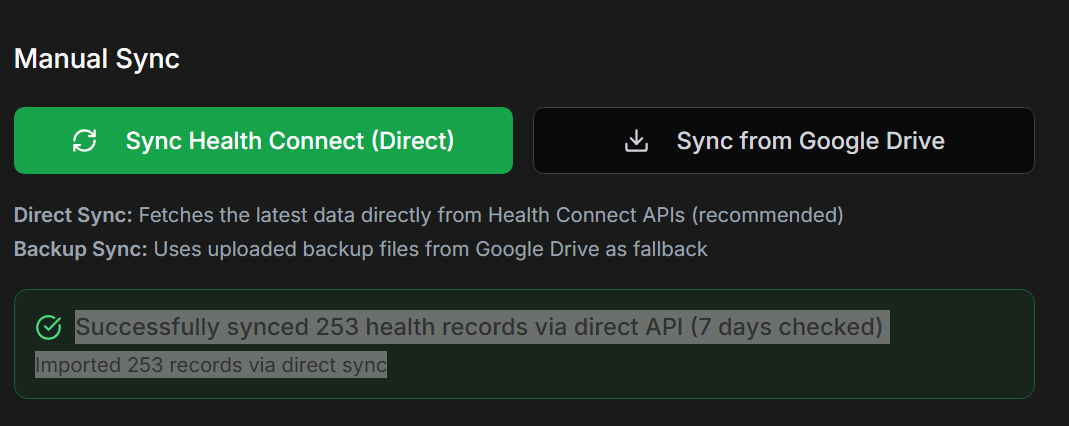 Manual Sync
Sync Health Connect (Direct)
Sync from Google Drive
Direct Sync: Fetches the latest data directly from Health Connect APIs (recommended)
Backup Sync: Uses uploaded backup files from Google Drive as fallback
Successfully synced 253 health records via direct API (7 days checked)
Imported 253 records via direct sync